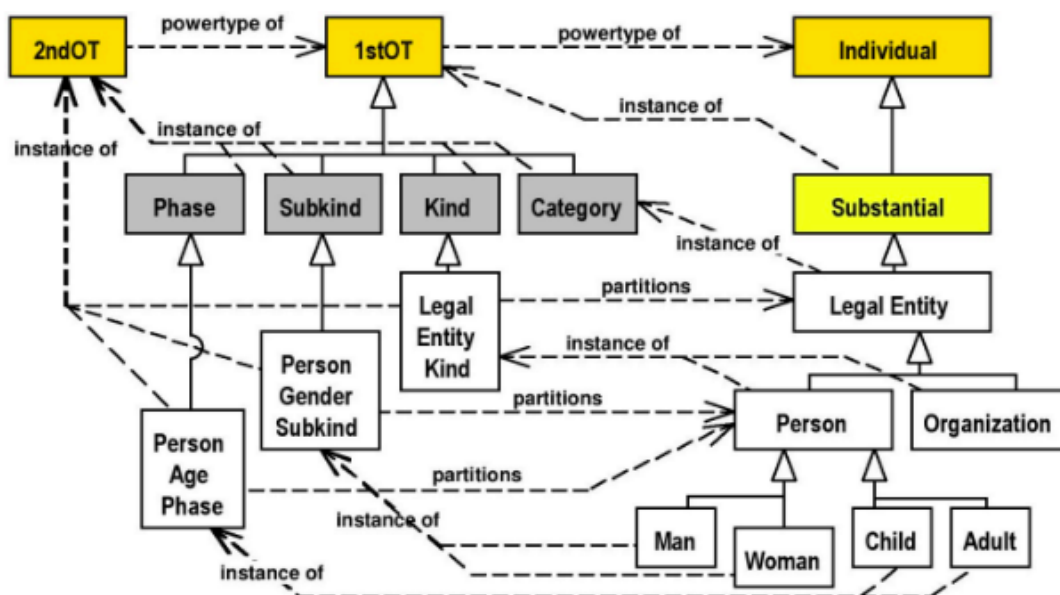 powertype of
powertype of
2ndOT
1stOT
Individual
instance of
instance of
instance of
Phase
Subkind
Kind
Category
Substantial
instance of
partitions
Legal
Entity
Kind
Legal Entity
instance of
Person
Gender
Subkind
partitions
Person
Organization
Person
Age
Phase
partitions
instance of
Man
Woman
Child
Adult
instance of